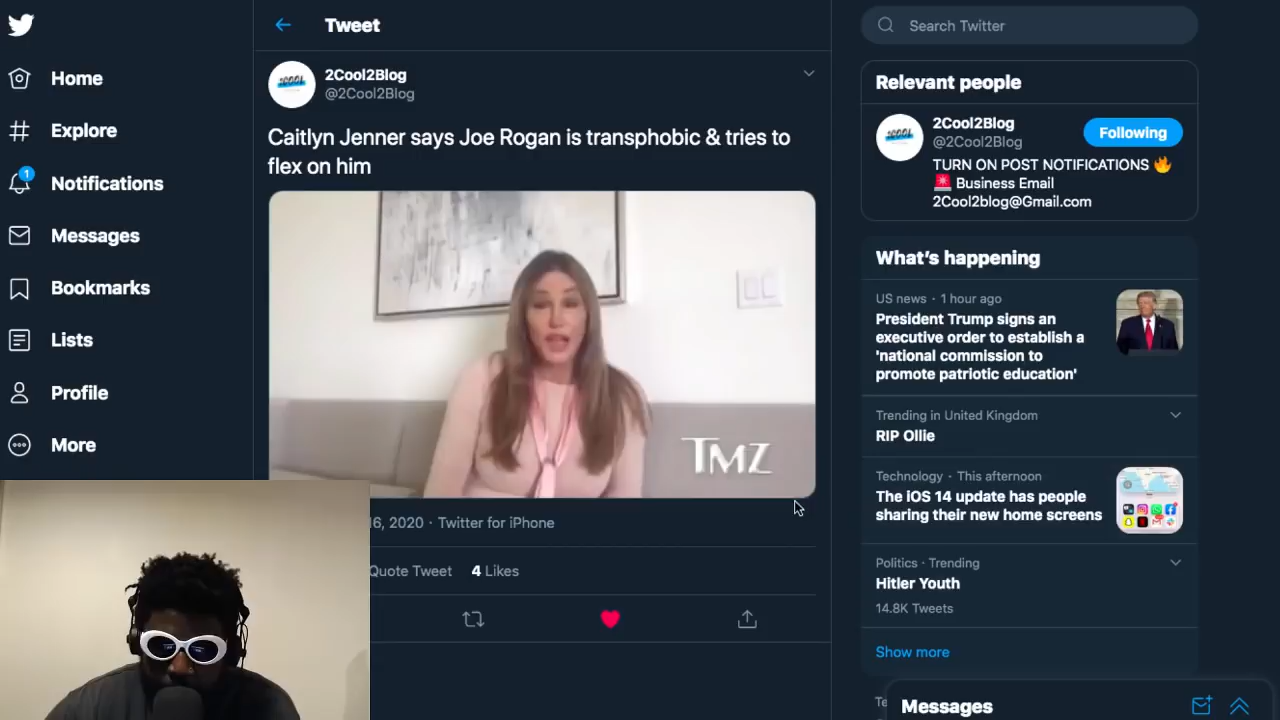 Home
Explore
1
Notifications
Messages
Bookmarks
Lists
Profile
More
Tweet
2Cool2Blog
@2Cool2Blog
Caitlyn Jenner says Joe Rogan is transphobic & tries to
flex on him
TMZ
16, 2020 · Twitter for iPhone
Quote Tweet 4 Likes
Search Twitter
Relevant people
2Cool2Blog
@2Cool2Blog
Following
TURN ON POST NOTIFICATIONS 🔥
🚨 Business Email
2Cool2blog@Gmail.com
What's happening
US news · 1 hour ago
President Trump signs an
executive order to establish a
'national commission to
promote patriotic education'
Trending in United Kingdom
RIP Ollie
Technology · This afternoon
The iOS 14 update has people
sharing their new home screens
Politics · Trending
Hitler Youth
14.8K Tweets
Show more
Messages